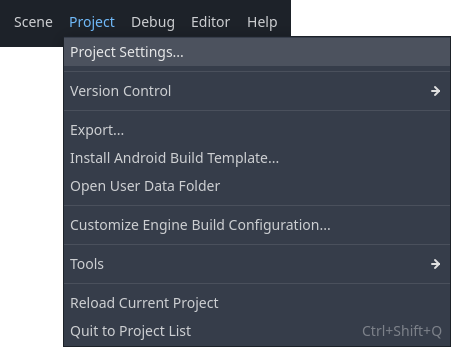 Scene Project Debug Editor Help
Project Settings...
Version Control
Export...
Install Android Build Template...
Open User Data Folder
Customize Engine Build Configuration...
Tools
Reload Current Project
Quit to Project List Ctrl+Shift+Q